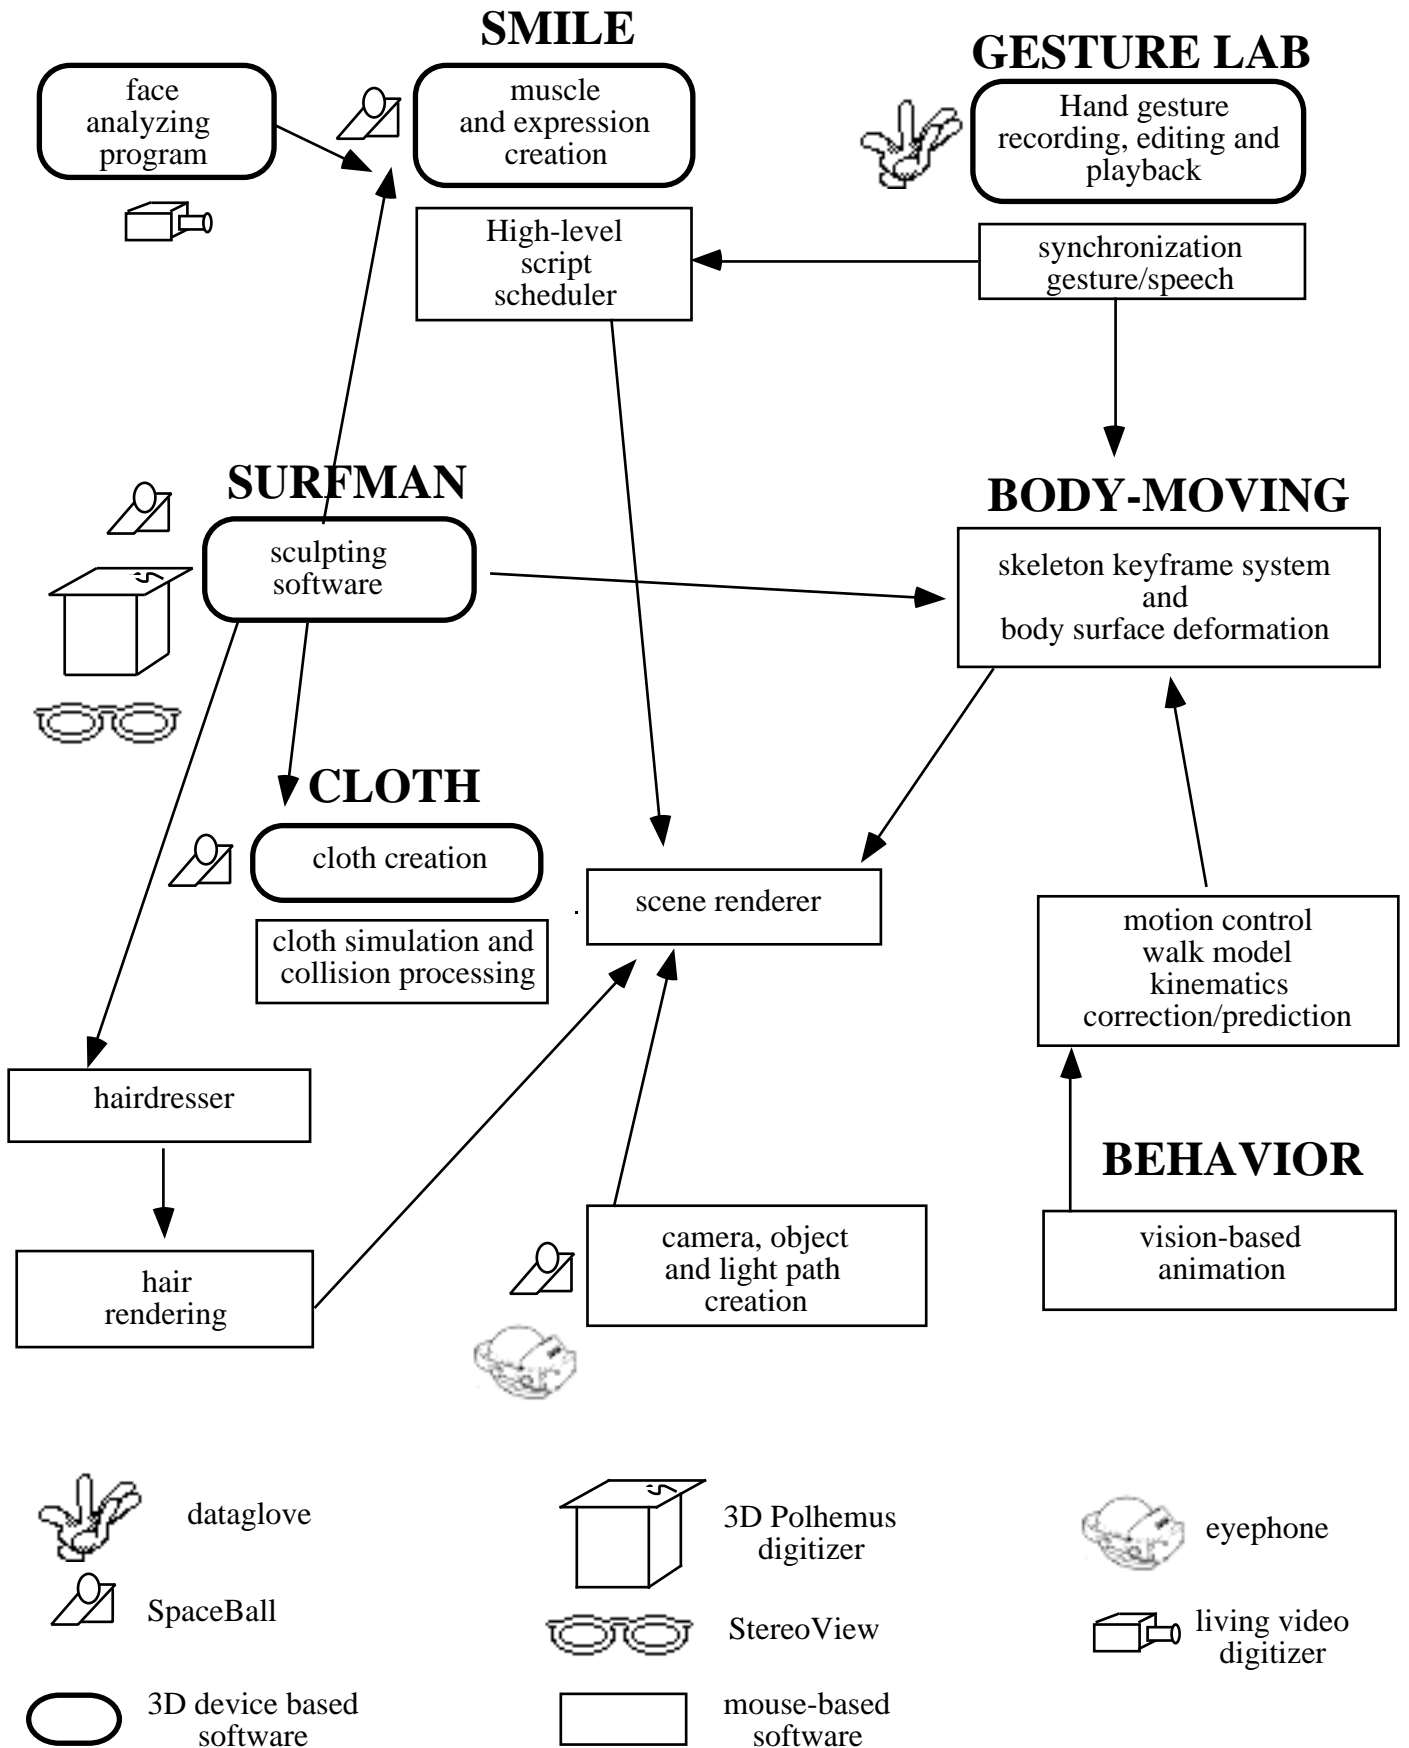 SMILE
GESTURE LAB
face
analyzing
program
muscle
and expression
creation
Hand gesture
recording, editing and
playback
High-level
script
scheduler
synchronization
gesture/speech
SURFMAN
BODY-MOVING
sculpting
software
skeleton keyframe system
and
body surface deformation
CLOTH
cloth creation
scene renderer
cloth simulation and
collision processing
motion control
walk model
kinematics
correction/prediction
hairdresser
BEHAVIOR
camera, object
and light path
creation
vision-based
animation
hair
rendering
dataglove
3D Polhemus
digitizer
eyephone
SpaceBall
StereoView
living video
digitizer
3D device based
software
mouse-based
software